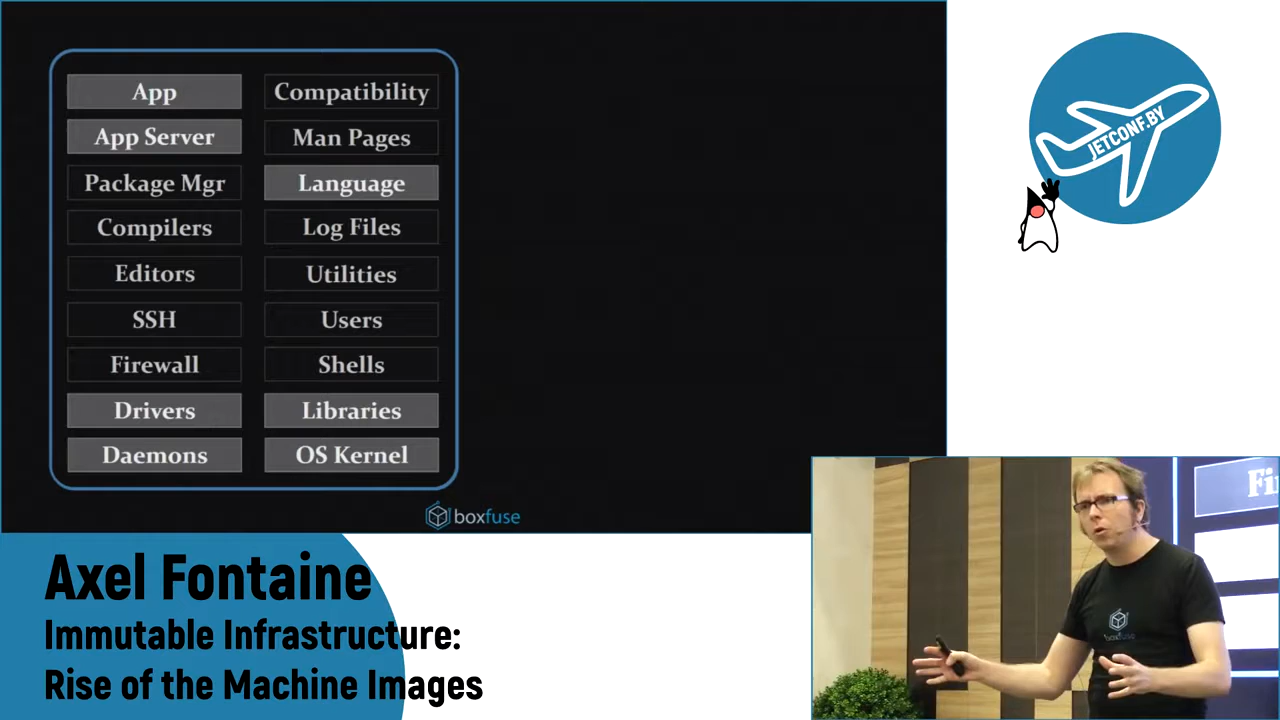 App
Compatibility
App Server
Man Pages
Package Mgr
Language
Compilers
Log Files
Editors
Utilities
SSH
Users
Firewall
Shells
Drivers
Libraries
Daemons
OS Kernel
boxfuse
JETCONF.BY
boxfuse
Axel Fontaine
Immutable Infrastructure:
Rise of the Machine Images